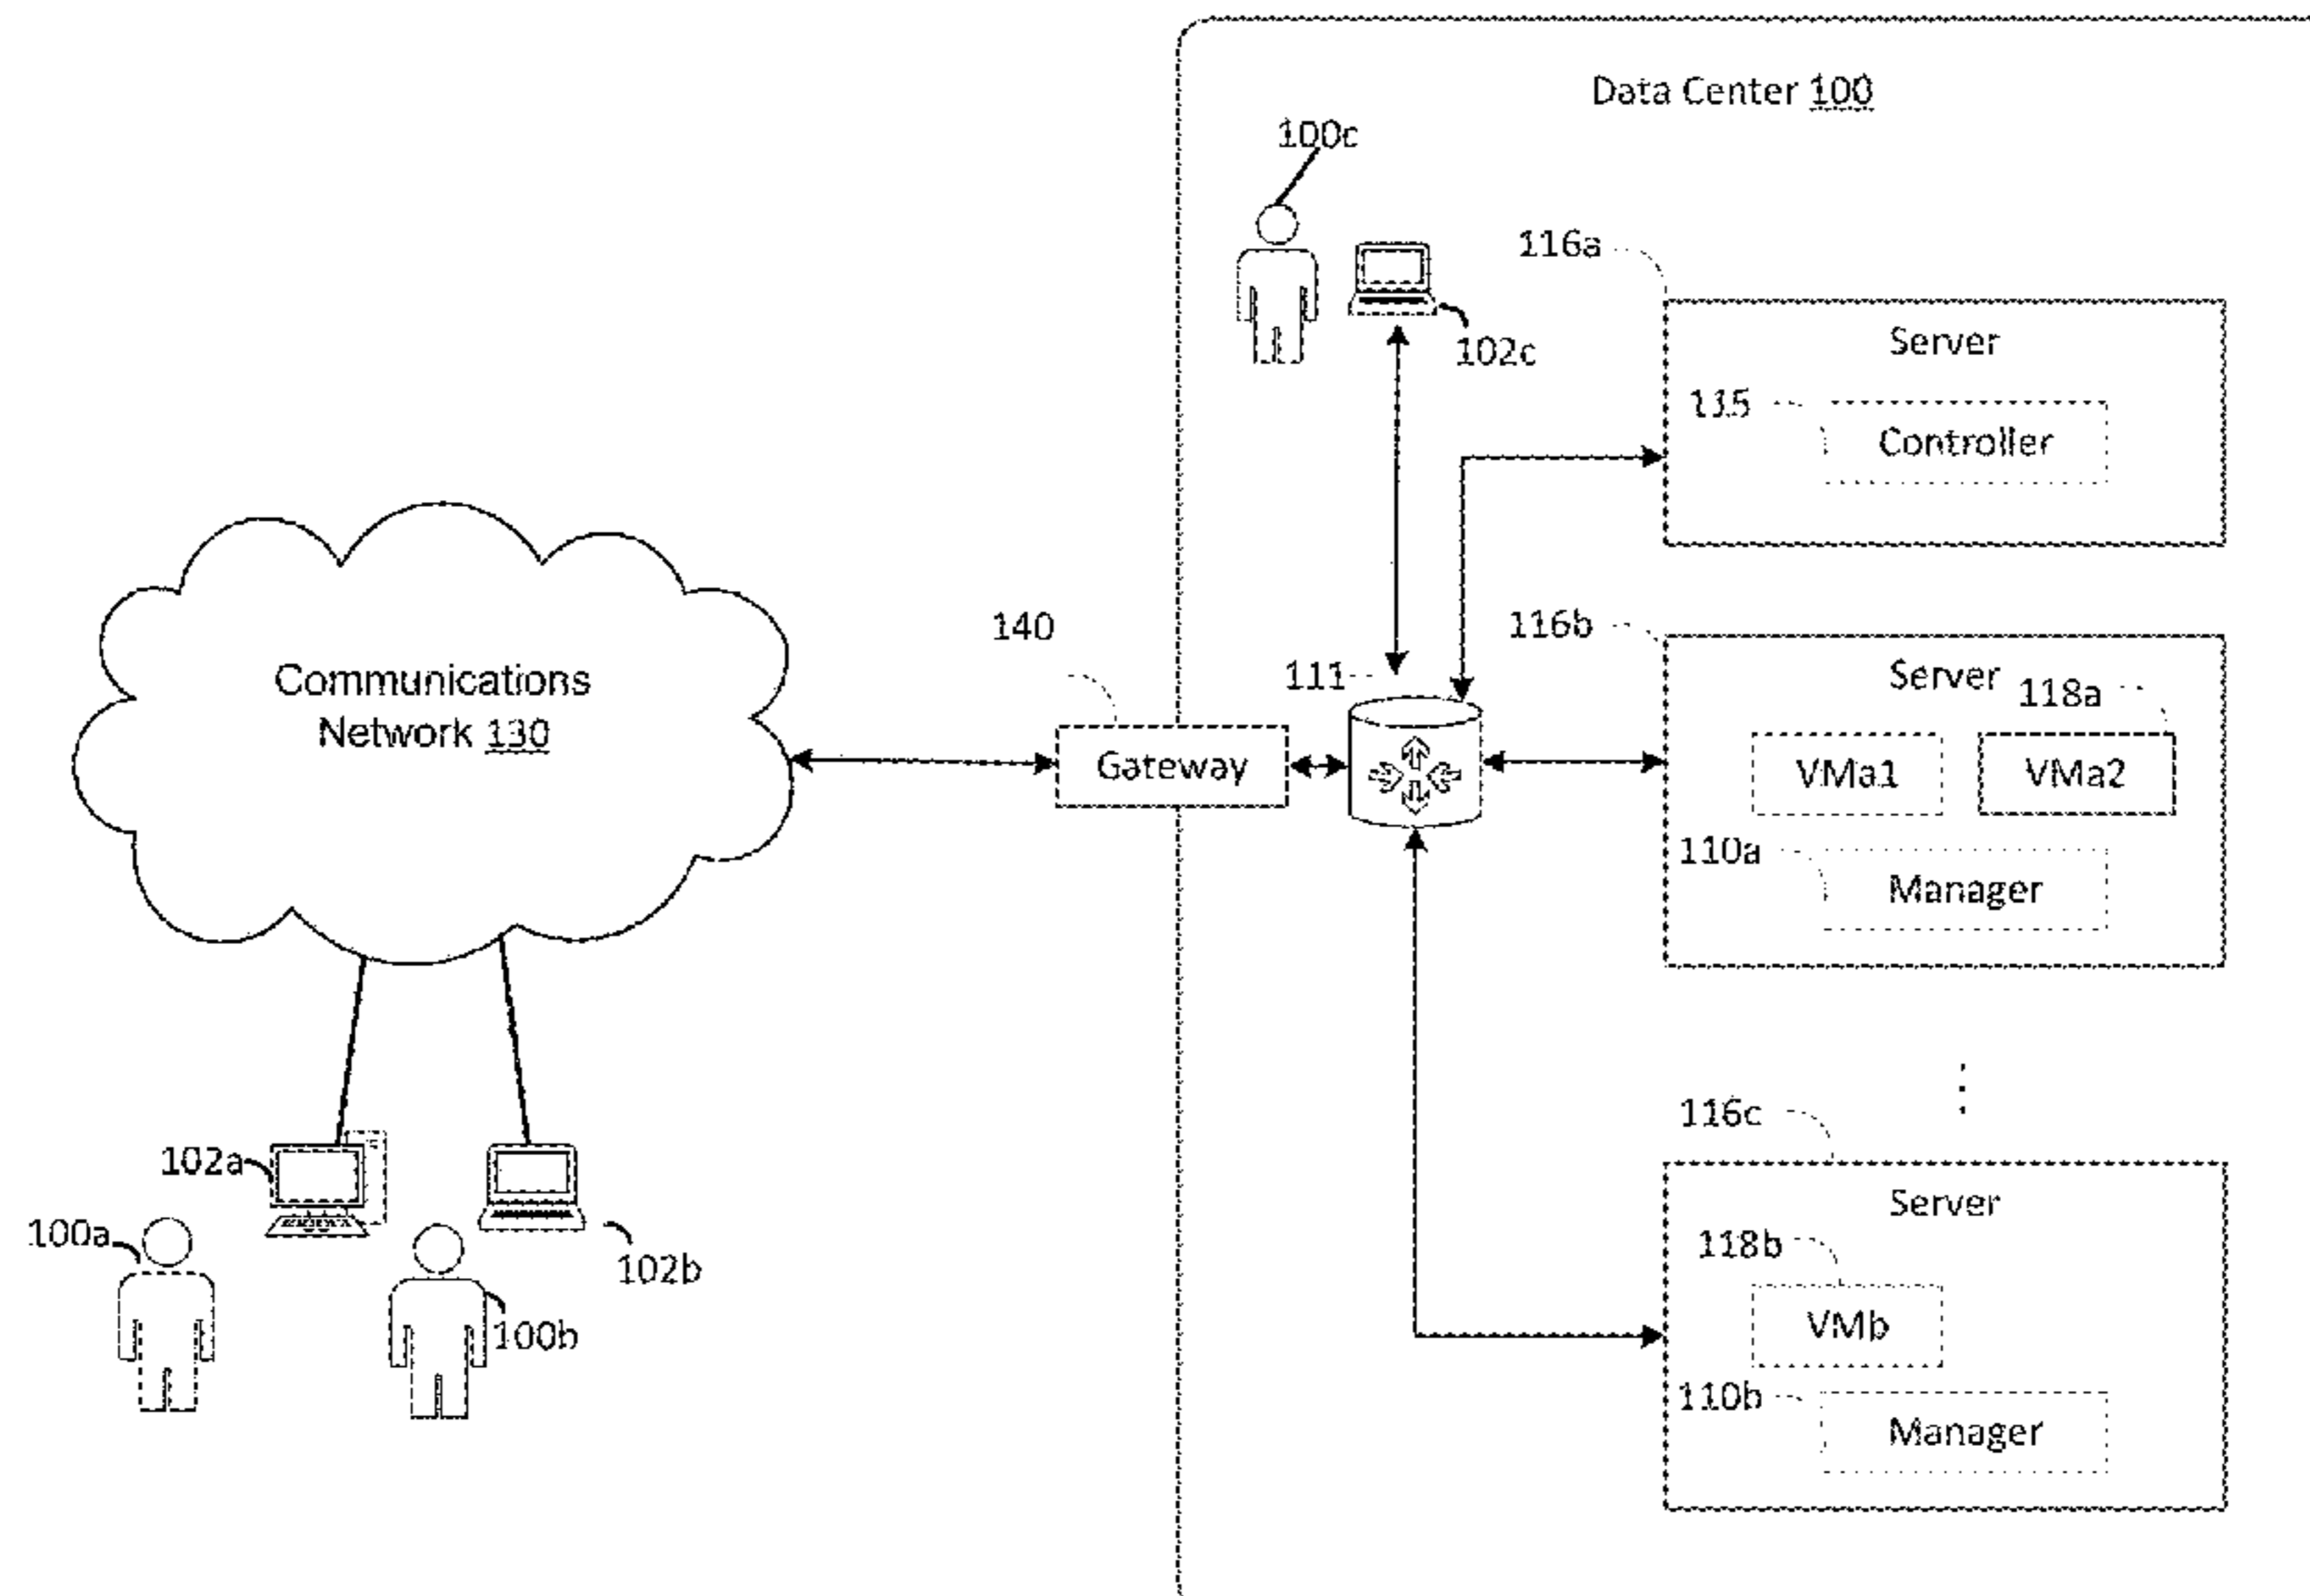 Data Center 100
100c
116a
102c
Server
115
Controller
Communications
Network 130
140
Gateway
111
116b
Server
118a
VMa1
VMa2
110a
Manager
116c
Server
118b
VMb
110b
Manager
102a
100a
102b
100b